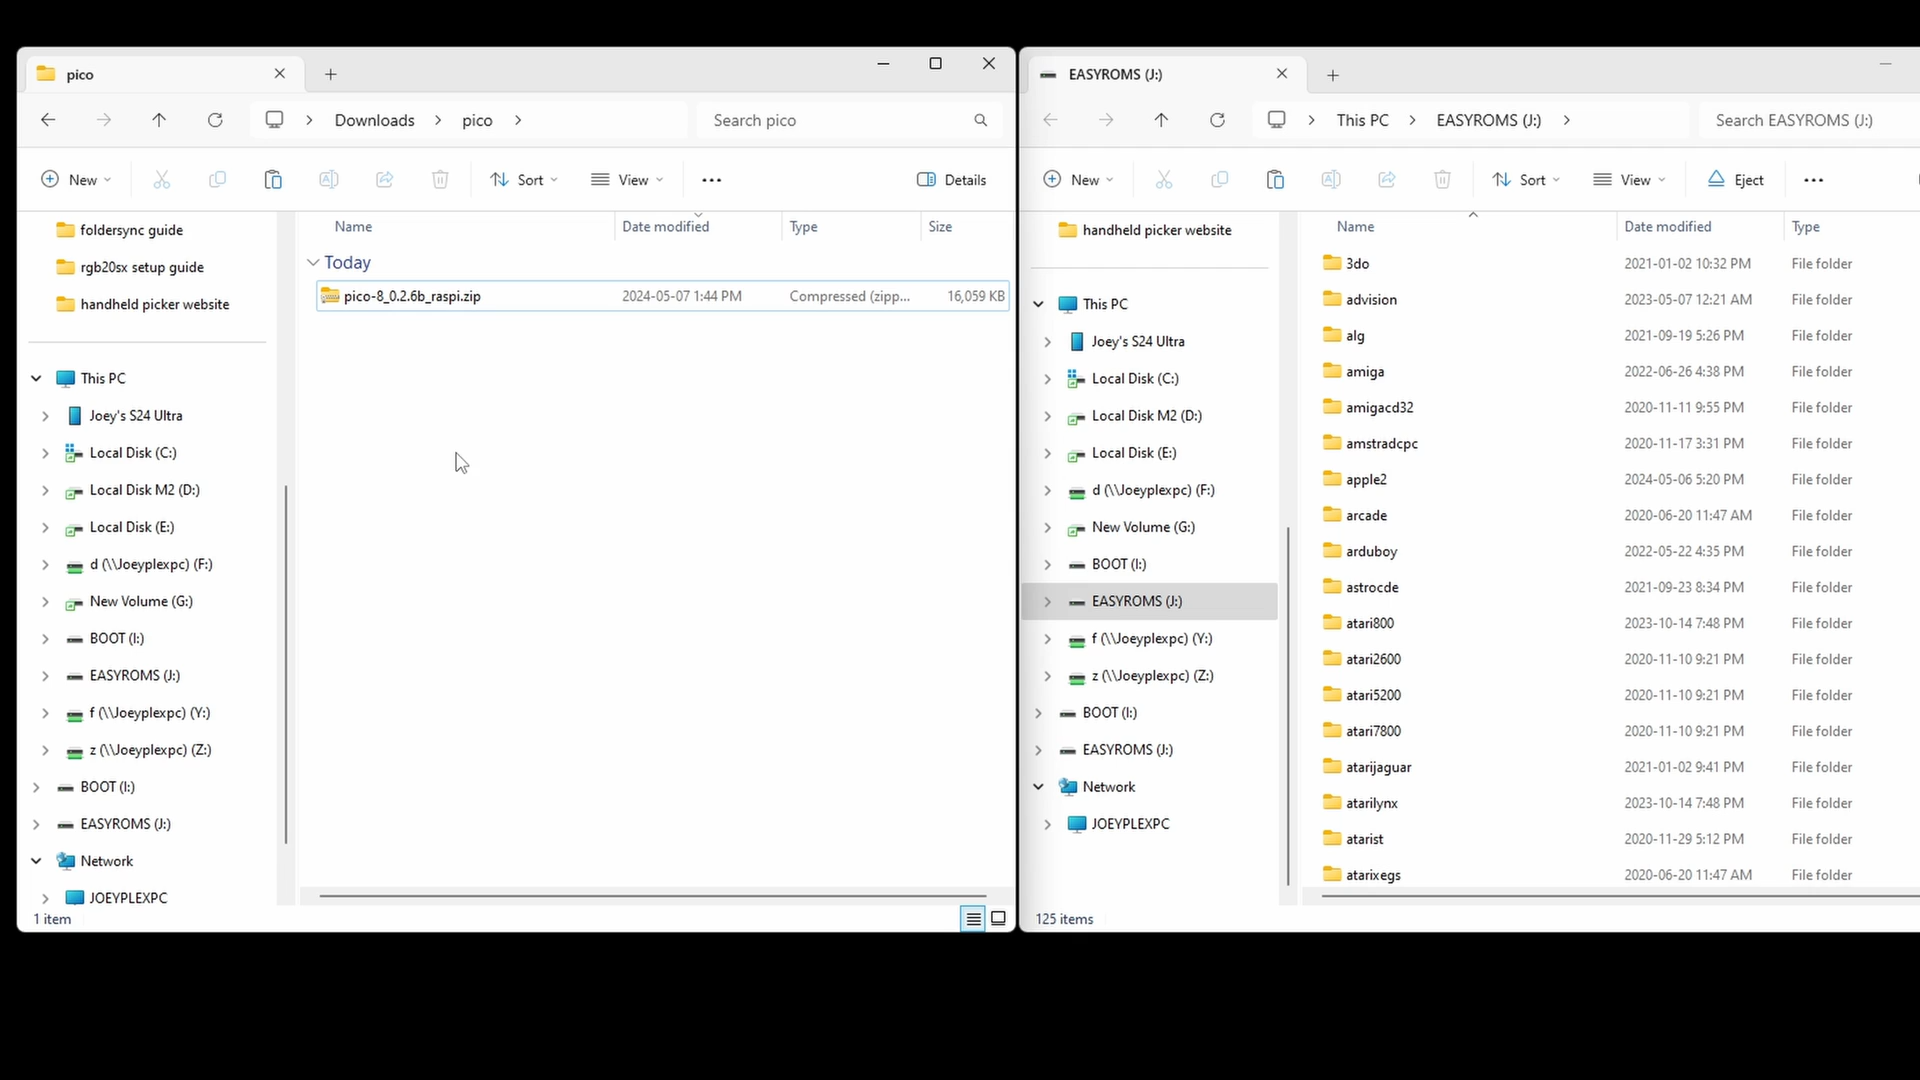 pico
Downloads
pico
Search pico
New
Sort
View
Details
foldersync guide
rgb20sx setup guide
handheld picker website
This PC
Joey's S24 Ultra
Local Disk (C:)
Local Disk M2 (D:)
Local Disk (E:)
d (\\Joeyplexpc) (F:)
New Volume (G:)
BOOT (I:)
EASYROMS (J:)
f (\\Joeyplexpc) (Y:)
z (\\Joeyplexpc) (Z:)
BOOT (I:)
EASYROMS (J:)
Network
JOEYPLEXPC
Name Date modified Type Size
Today
pico-8_0.2.6b_raspi.zip 2024-05-07 1:44 PM Compressed (zipp... 16,059 KB
1 item
EASYROMS (J:)
This PC
EASYROMS (J:)
Search EASYROMS (J:)
New
Sort
View
Eject
handheld picker website
This PC
Joey's S24 Ultra
Local Disk (C:)
Local Disk M2 (D:)
Local Disk (E:)
d (\\Joeyplexpc) (F:)
New Volume (G:)
BOOT (I:)
EASYROMS (J:)
f (\\Joeyplexpc) (Y:)
z (\\Joeyplexpc) (Z:)
BOOT (I:)
EASYROMS (J:)
Network
JOEYPLEXPC
Name Date modified Type
3do 2021-01-02 10:32 PM File folder
advision 2023-05-07 12:21 AM File folder
alg 2021-09-19 5:26 PM File folder
amiga 2022-06-26 4:38 PM File folder
amigacd32 2020-11-11 9:55 PM File folder
amstradcpc 2020-11-17 3:31 PM File folder
apple2 2024-05-06 5:20 PM File folder
arcade 2020-06-20 11:47 AM File folder
arduboy 2022-05-22 4:35 PM File folder
astrocde 2021-09-23 8:34 PM File folder
atari800 2023-10-14 7:48 PM File folder
atari2600 2020-11-10 9:21 PM File folder
atari5200 2020-11-10 9:21 PM File folder
atari7800 2020-11-10 9:21 PM File folder
atarijaguar 2021-01-02 9:41 PM File folder
atarilynx 2023-10-14 7:48 PM File folder
atarist 2020-11-29 5:12 PM File folder
atarixegs 2020-06-20 11:47 AM File folder
125 items